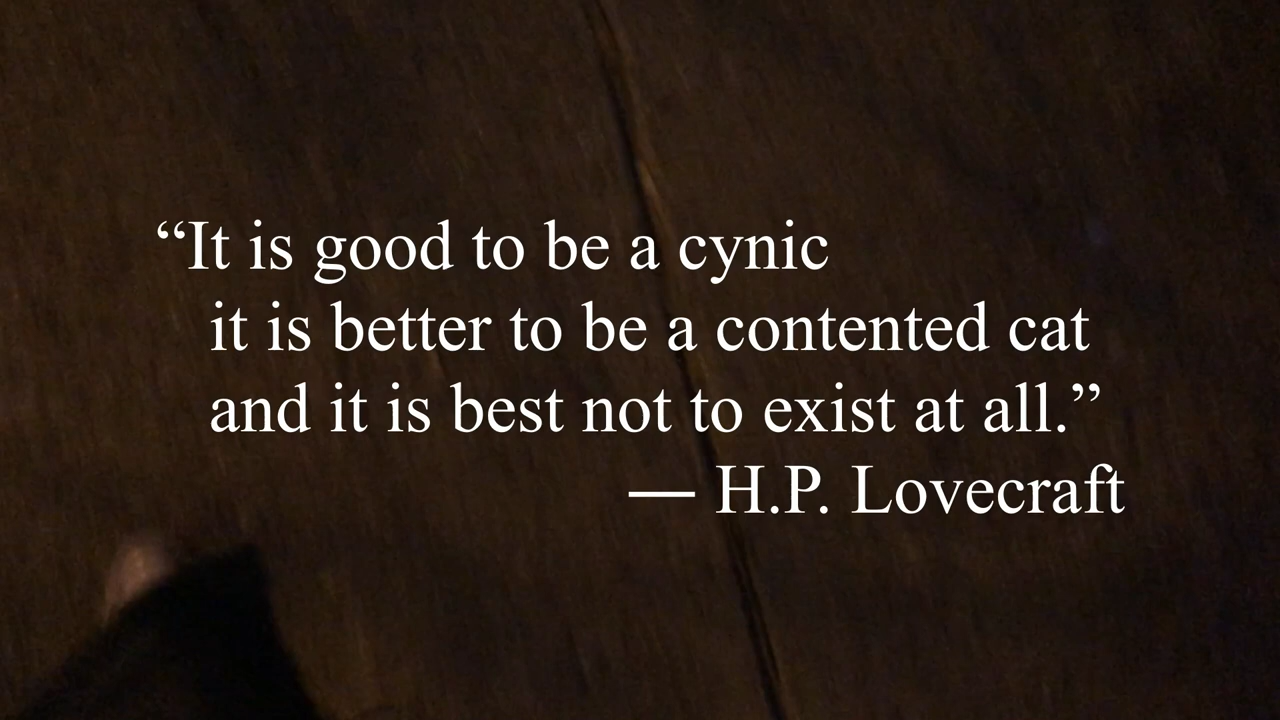 “It is good to be a cynic
it is better to be a contented cat
and it is best not to exist at all.”
— H.P. Lovecraft